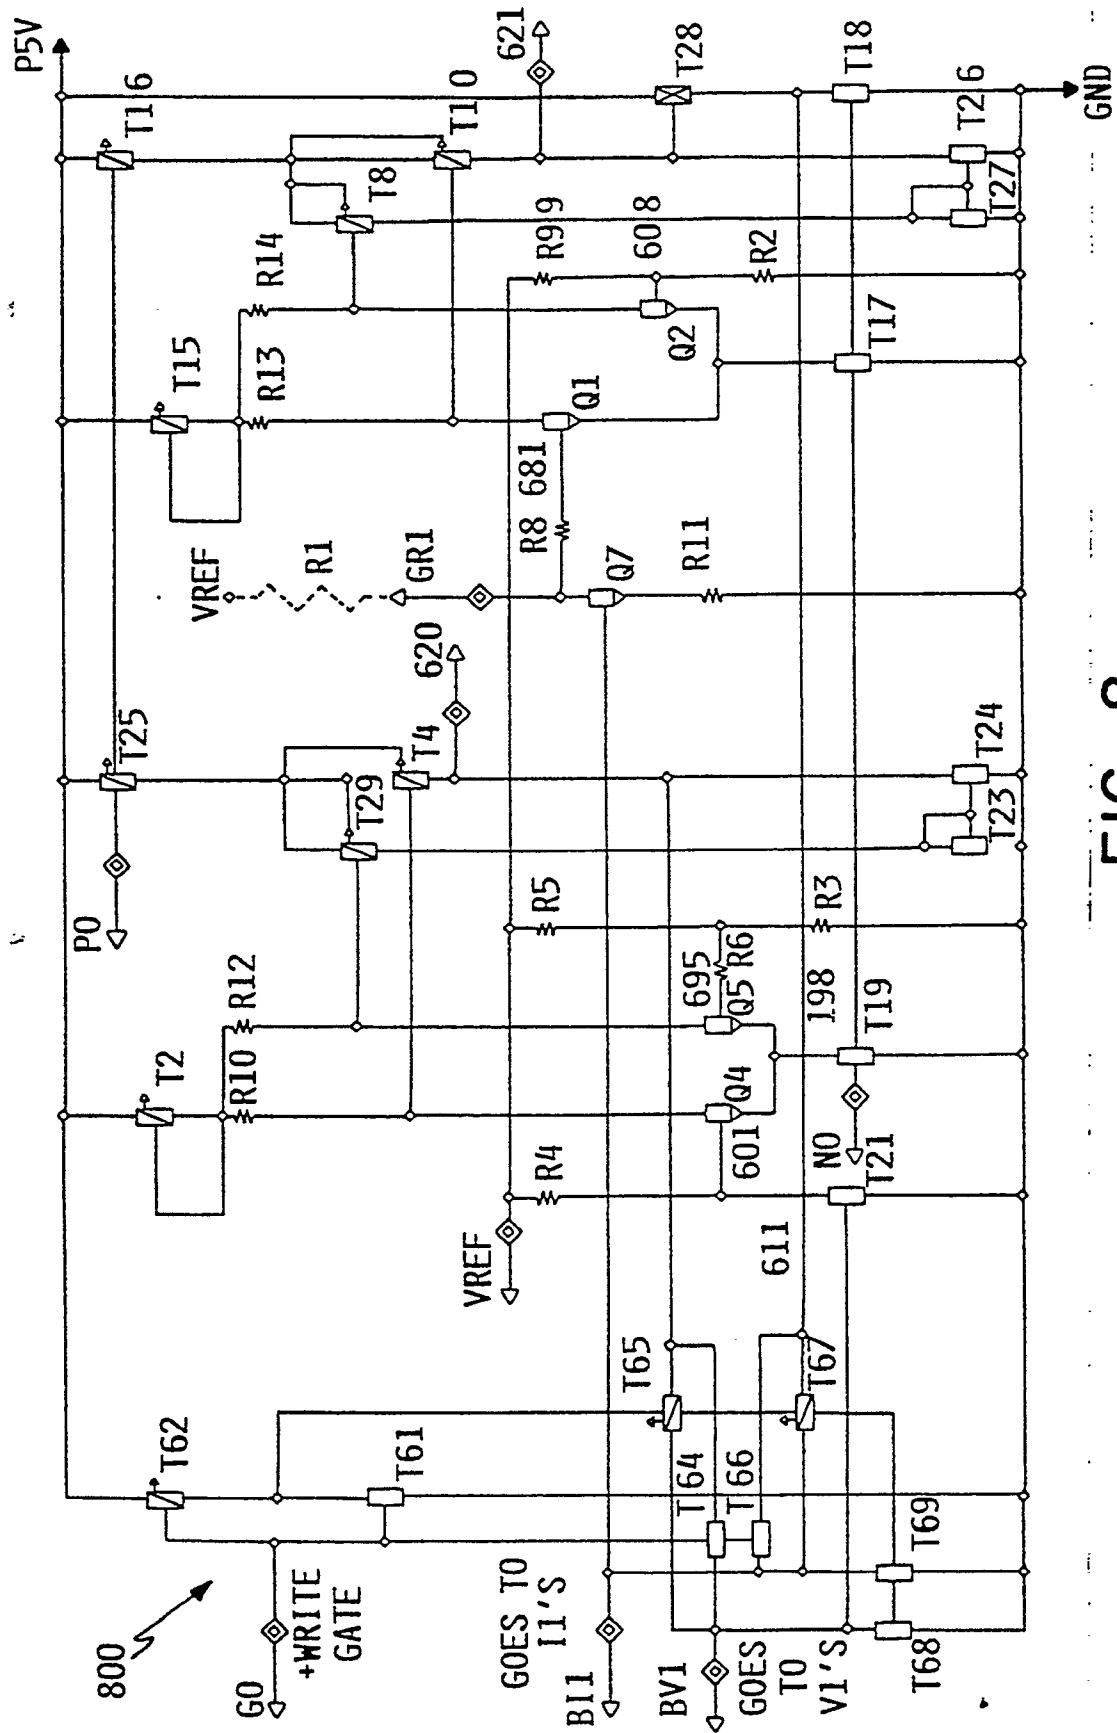 800
G0
+WRITE
GATE
GOES TO
I1'S
BI1
BV1
GOES
TO
V1'S
T62
T61
T65
T64
T66
T67
T69
T68
VREF
611
R4
601
N0
T21
T2
R10
R12
Q4
Q5
695
R6
198
T19
P0
R5
R3
T25
T29
T4
620
T23
T24
VREF
R1
GR1
R8
681
Q7
R11
T15
R13
R14
Q1
Q2
T17
R99
608
R2
T16
T8
T10
621
T28
T18
T26
T27
P5V
GND